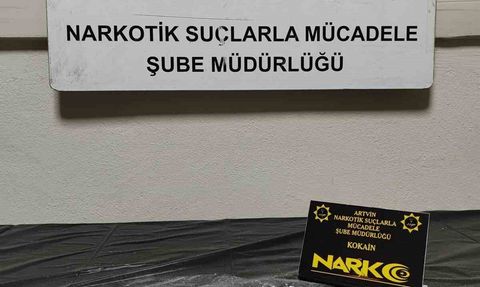 NARKOTİK SUÇLARLA MÜCADELE
ŞUBE MÜDÜRLÜĞÜ
ARTVİN
NARKOTİK SUÇLARLA
MÜCADELE
ŞUBE MÜDÜRLÜĞÜ
KOKAİN
NARKO